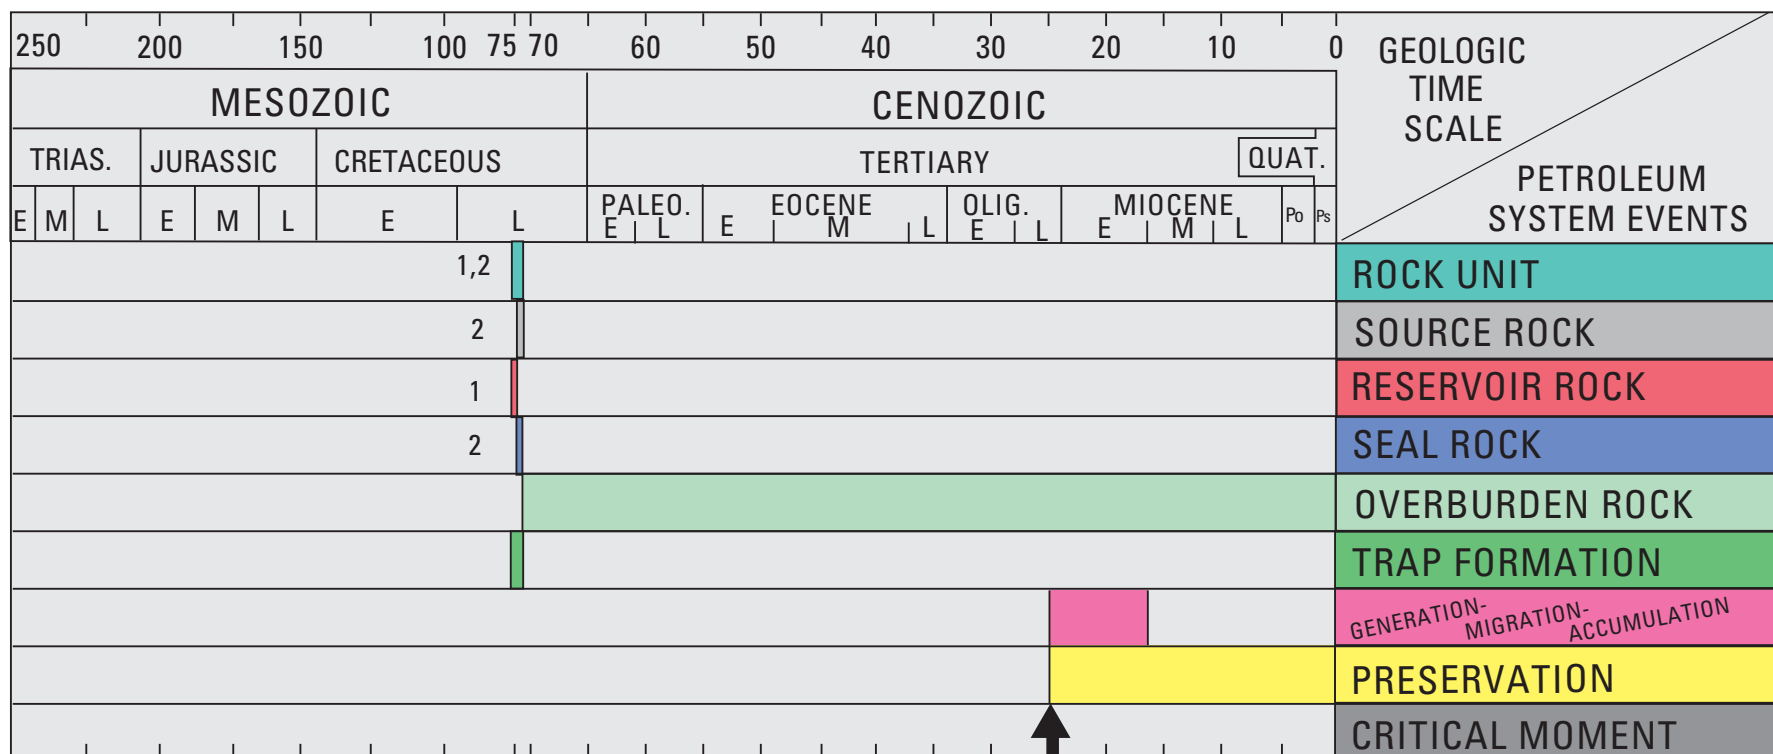 250 200 150 100 75 70 60 50 40 30 20 10 0
GEOLOGIC
TIME
SCALE
MESOZOIC CENOZOIC
TRIAS. JURASSIC CRETACEOUS TERTIARY QUAT.
PETROLEUM
SYSTEM EVENTS
PALEO. EOCENE OLIG. MIOCENE Po Ps
E M L E M L E L E L E M L E L E M L
1,2 ROCK UNIT
2 SOURCE ROCK
1 RESERVOIR ROCK
2 SEAL ROCK
OVERBURDEN ROCK
TRAP FORMATION
GENERATION-
MIGRATION-
ACCUMULATION
PRESERVATION
CRITICAL MOMENT